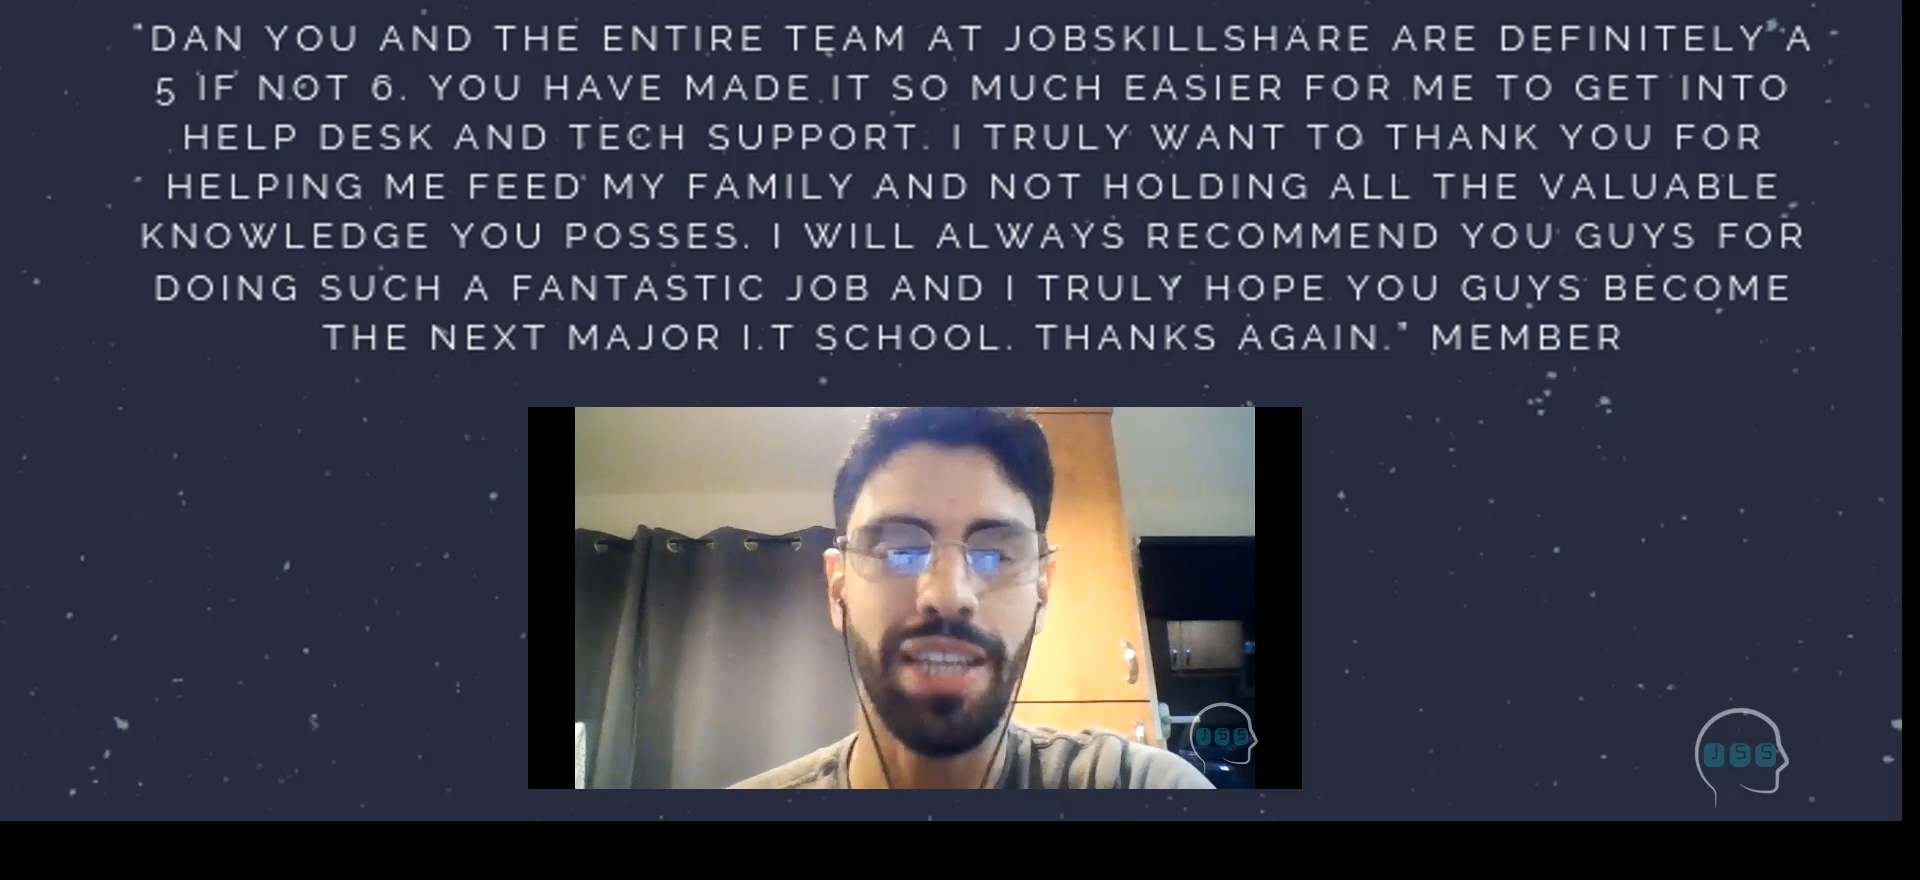 "DAN YOU AND THE ENTIRE TEAM AT JOBSKILLSHARE ARE DEFINITELY A
5 IF NOT 6. YOU HAVE MADE IT SO MUCH EASIER FOR ME TO GET INTO
HELP DESK AND TECH SUPPORT. I TRULY WANT TO THANK YOU FOR
HELPING ME FEED MY FAMILY AND NOT HOLDING ALL THE VALUABLE
KNOWLEDGE YOU POSSES. I WILL ALWAYS RECOMMEND YOU GUYS FOR
DOING SUCH A FANTASTIC JOB AND I TRULY HOPE YOU GUYS BECOME
THE NEXT MAJOR I.T SCHOOL. THANKS AGAIN." MEMBER
JSS
JSS